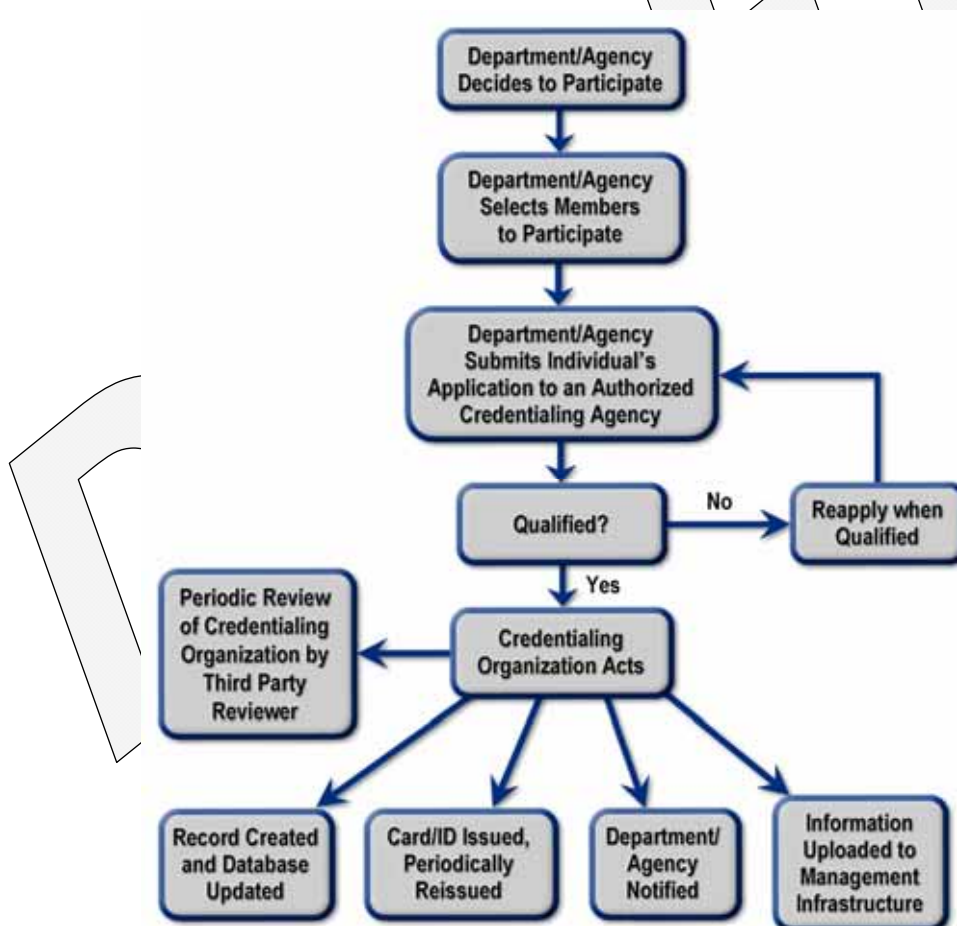 Department/Agency
Decides to Participate
Department/Agency
Selects Members
to Participate
Department/Agency
Submits Individual's
Application to an Authorized
Credentialing Agency
Qualified?
No
Reapply when
Qualified
Yes
Periodic Review
of Credentialing
Organization by
Third Party
Reviewer
Credentialing
Organization Acts
Record Created
and Database
Updated
Card/ID Issued,
Periodically
Reissued
Department/
Agency
Notified
Information
Uploaded to
Management
Infrastructure